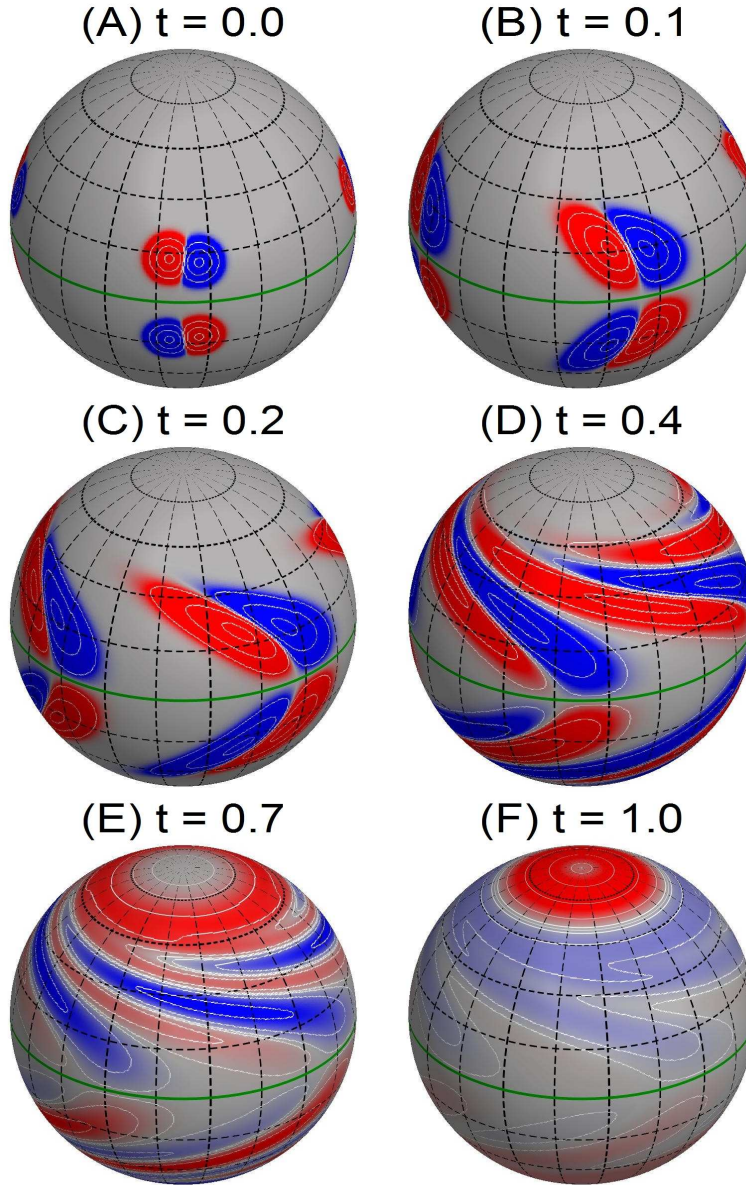 (A) t = 0.0
(B) t = 0.1
(C) t = 0.2
(D) t = 0.4
(E) t = 0.7
(F) t = 1.0